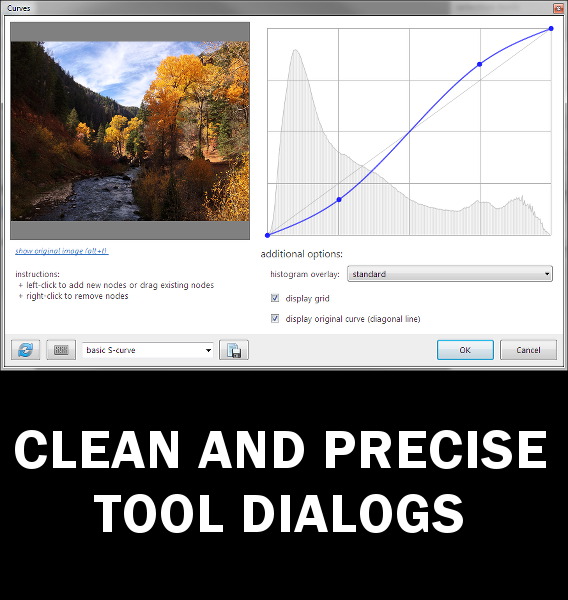 Curves
show original image (alt+t)
instructions:
+ left-click to add new nodes or drag existing nodes
+ right-click to remove nodes
additional options:
histogram overlay: standard
display grid
display original curve (diagonal line)
basic S-curve
OK Cancel
CLEAN AND PRECISE
TOOL DIALOGS